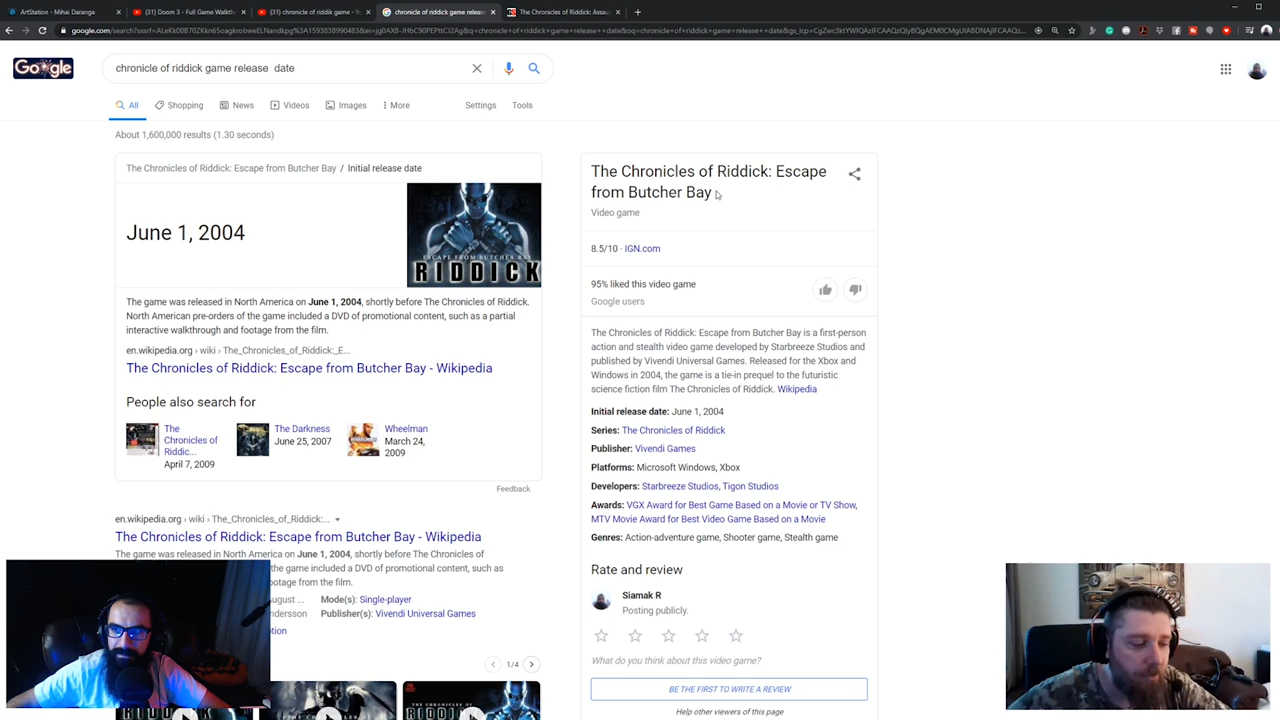 ArtStation - Mihai Daranga
(31) Doom 3 - Full Game Walkth
(31) chronicle of riddik game - Y
chronicle of riddick game releas
The Chronicles of Riddick: Assau
Google
chronicle of riddick game release  date
All
Shopping
News
Videos
Images
More
Settings
Tools
About 1,600,000 results (1.30 seconds)
The Chronicles of Riddick: Escape from Butcher Bay / Initial release date
June 1, 2004
ESCAPE FROM BUTCHER BAY
RIDDICK
The game was released in North America on June 1, 2004, shortly before The Chronicles of Riddick.
North American pre-orders of the game included a DVD of promotional content, such as a partial
interactive walkthrough and footage from the film.
en.wikipedia.org › wiki › The_Chronicles_of_Riddick:_E...
The Chronicles of Riddick: Escape from Butcher Bay - Wikipedia
People also search for
The
Chronicles of
Riddic...
April 7, 2009
The Darkness
June 25, 2007
Wheelman
March 24,
2009
Feedback
en.wikipedia.org › wiki › The_Chronicles_of_Riddick:...
The Chronicles of Riddick: Escape from Butcher Bay - Wikipedia
The game was released in North America on June 1, 2004, shortly before The Chronicles of
the game included a DVD of promotional content, such as
ootage from the film.
ugust ... Mode(s): Single-player
ndersson Publisher(s): Vivendi Universal Games
ption
1/4
RIDDICK
The Chronicles of Riddick: Escape
from Butcher Bay
Video game
8.5/10 · IGN.com
95% liked this video game
Google users
The Chronicles of Riddick: Escape from Butcher Bay is a first-person
action and stealth video game developed by Starbreeze Studios and
published by Vivendi Universal Games. Released for the Xbox and
Windows in 2004, the game is a tie-in prequel to the futuristic
science fiction film The Chronicles of Riddick. Wikipedia
Initial release date: June 1, 2004
Series: The Chronicles of Riddick
Publisher: Vivendi Games
Platforms: Microsoft Windows, Xbox
Developers: Starbreeze Studios, Tigon Studios
Awards: VGX Award for Best Game Based on a Movie or TV Show,
MTV Movie Award for Best Video Game Based on a Movie
Genres: Action-adventure game, Shooter game, Stealth game
Rate and review
Siamak R
Posting publicly.
What do you think about this video game?
BE THE FIRST TO WRITE A REVIEW
Help other viewers of this page